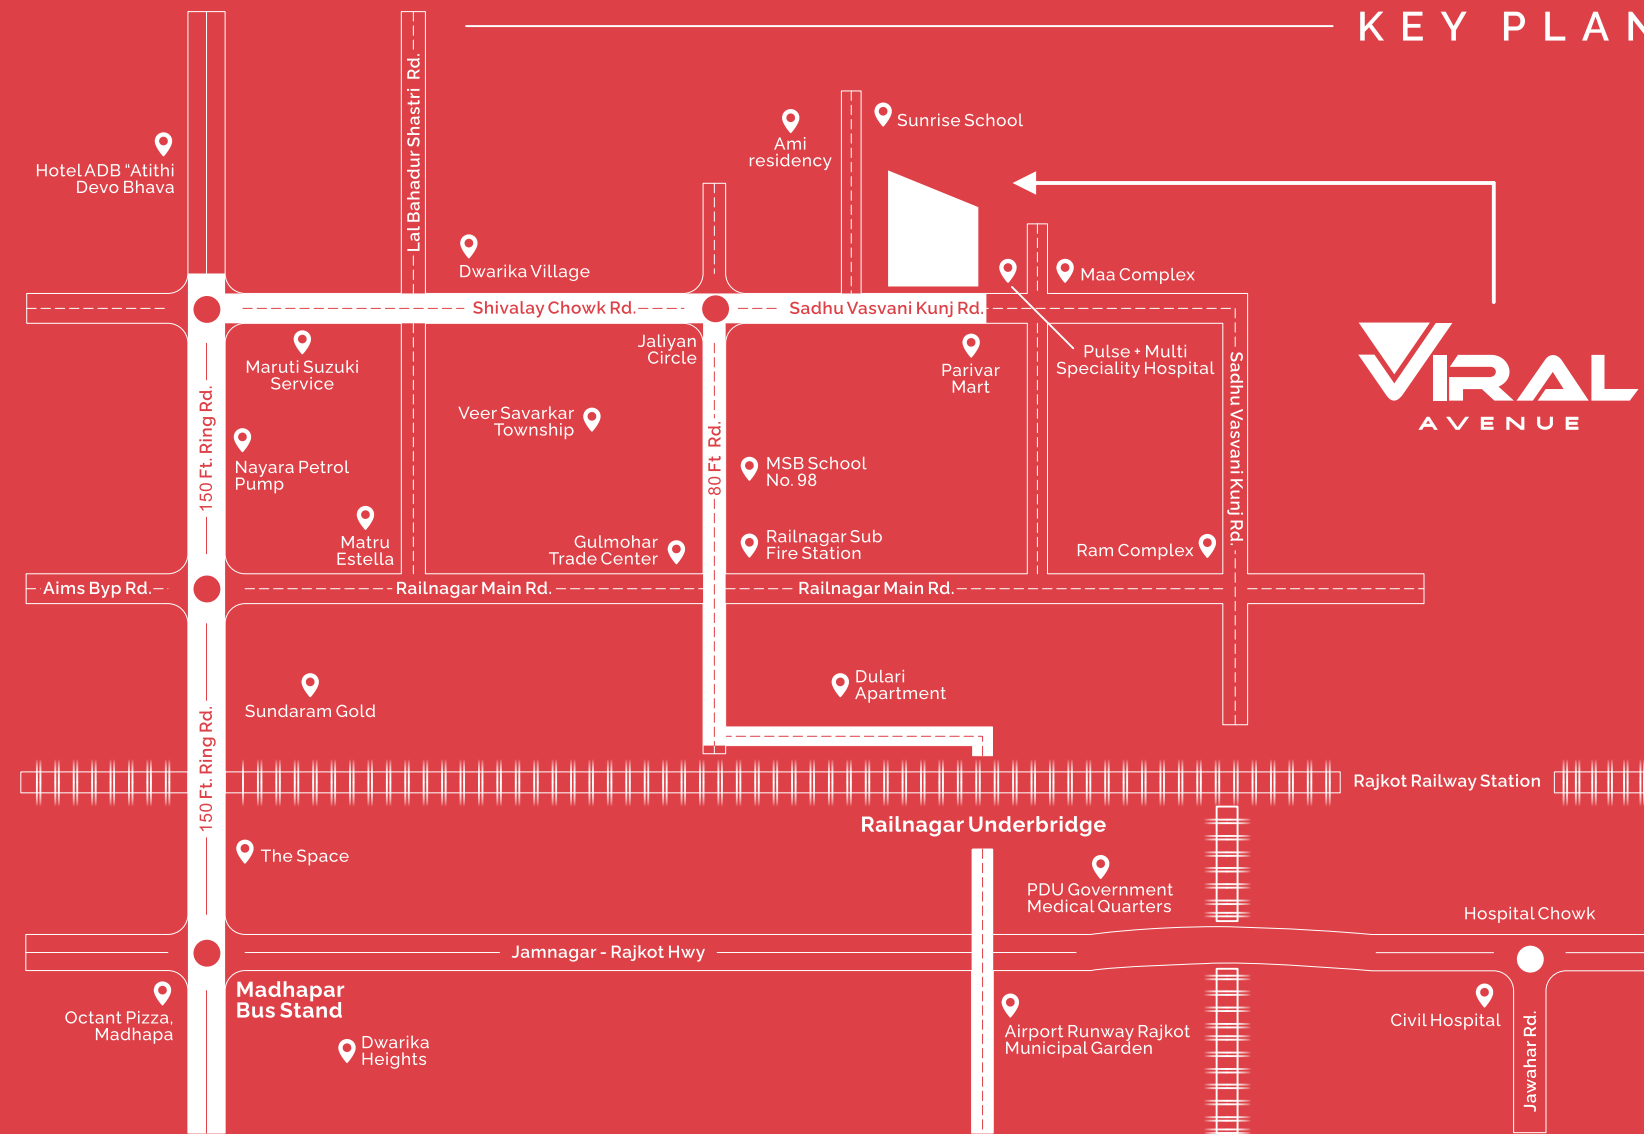 KEY PLAN
Lal Bahadur Shastri Rd.
Sunrise School
Ami
residency
Hotel ADB “Atithi
Devo Bhava
Dwarika Village
Maa Complex
Shivalay Chowk Rd.
Sadhu Vasvani Kunj Rd.
Jaliyan
Circle
Maruti Suzuki
Service
Parivar
Mart
Pulse + Multi
Speciality Hospital
Sadhu Vasvani Kunj Rd.
VIRAL
AVENUE
150 Ft. Ring Rd.
Veer Savarkar
Township
80 Ft Rd.
MSB School
No. 98
Nayara Petrol
Pump
Matru
Estella
Gulmohar
Trade Center
Railnagar Sub
Fire Station
Ram Complex
Aims Byp Rd.
Railnagar Main Rd.
Railnagar Main Rd.
Dulari
Apartment
Sundaram Gold
150 Ft. Ring Rd.
Rajkot Railway Station
Railnagar Underbridge
The Space
PDU Government
Medical Quarters
Hospital Chowk
Jamnagar - Rajkot Hwy
Madhapar
Bus Stand
Octant Pizza,
Madhapa
Dwarika
Heights
Airport Runway Rajkot
Municipal Garden
Civil Hospital
Jawahar Rd.